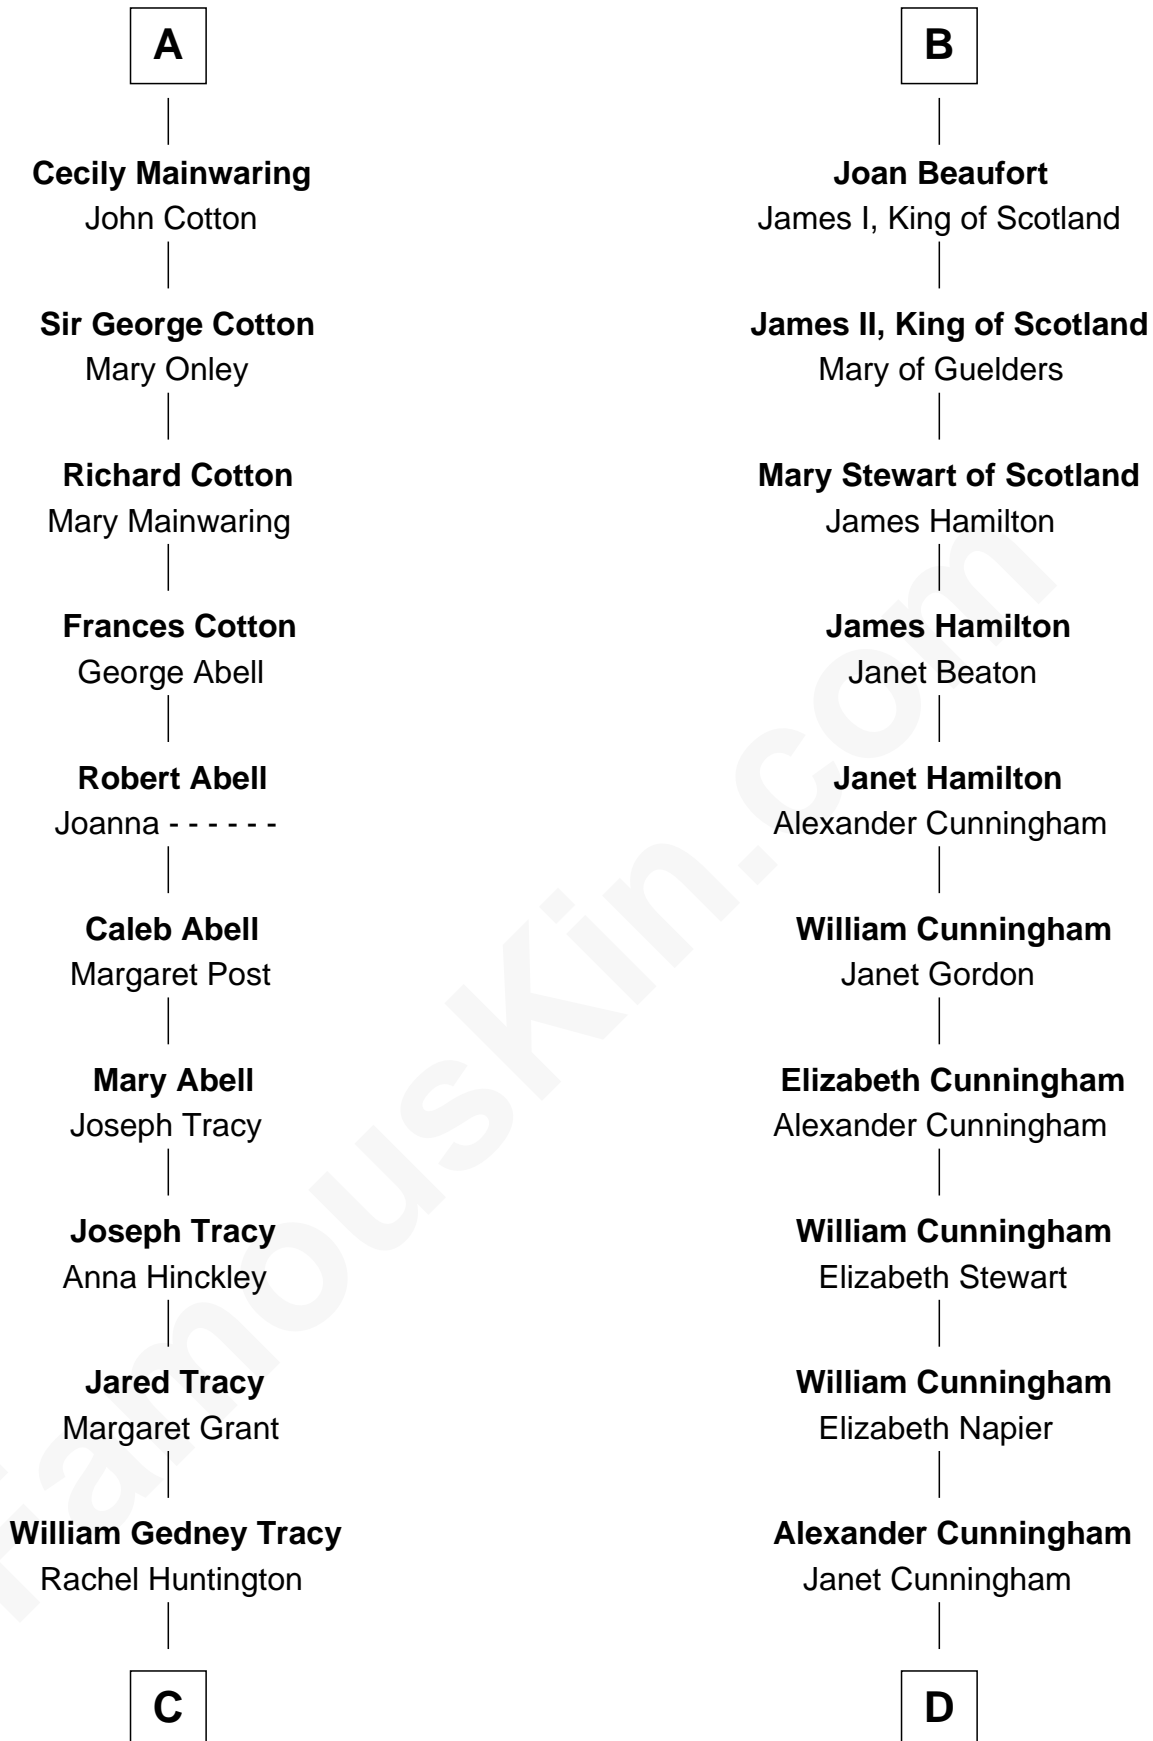 A
Cecily Mainwaring
John Cotton
Sir George Cotton
Mary Onley
Richard Cotton
Mary Mainwaring
Frances Cotton
George Abell
Robert Abell
Joanna - - - - - -
Caleb Abell
Margaret Post
Mary Abell
Joseph Tracy
Joseph Tracy
Anna Hinckley
Jared Tracy
Margaret Grant
William Gedney Tracy
Rachel Huntington
C
B
Joan Beaufort
James I, King of Scotland
James II, King of Scotland
Mary of Guelders
Mary Stewart of Scotland
James Hamilton
James Hamilton
Janet Beaton
Janet Hamilton
Alexander Cunningham
William Cunningham
Janet Gordon
Elizabeth Cunningham
Alexander Cunningham
William Cunningham
Elizabeth Stewart
William Cunningham
Elizabeth Napier
Alexander Cunningham
Janet Cunningham
D
FamousKin.com